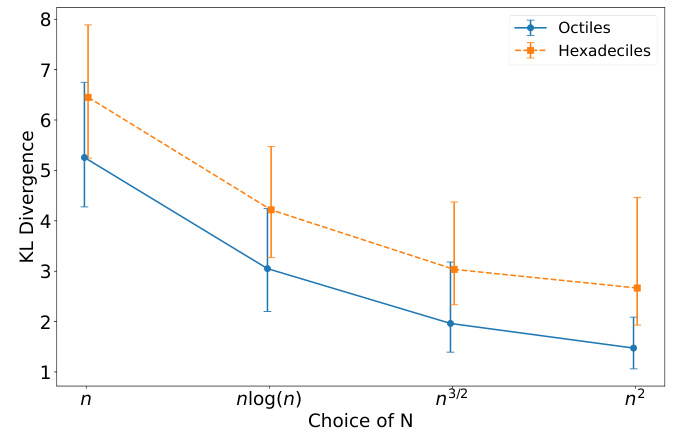 KL Divergence
8
7
6
5
4
3
2
1
Octiles
Hexadeciles
n
nlog(n)
n^{3/2}
n^2
Choice of N